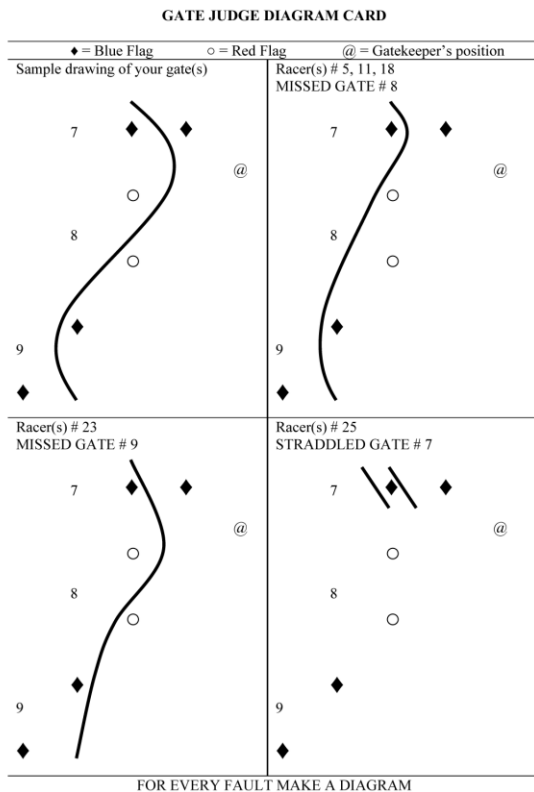 GATE JUDGE DIAGRAM CARD
♦ = Blue Flag ○ = Red Flag @ = Gatekeeper's position
Sample drawing of your gate(s)
7
@
8
9
Racer(s) # 5, 11, 18
MISSED GATE # 8
7
@
8
9
Racer(s) # 23
MISSED GATE # 9
7
@
8
9
Racer(s) # 25
STRADDLED GATE # 7
7
@
8
9
FOR EVERY FAULT MAKE A DIAGRAM